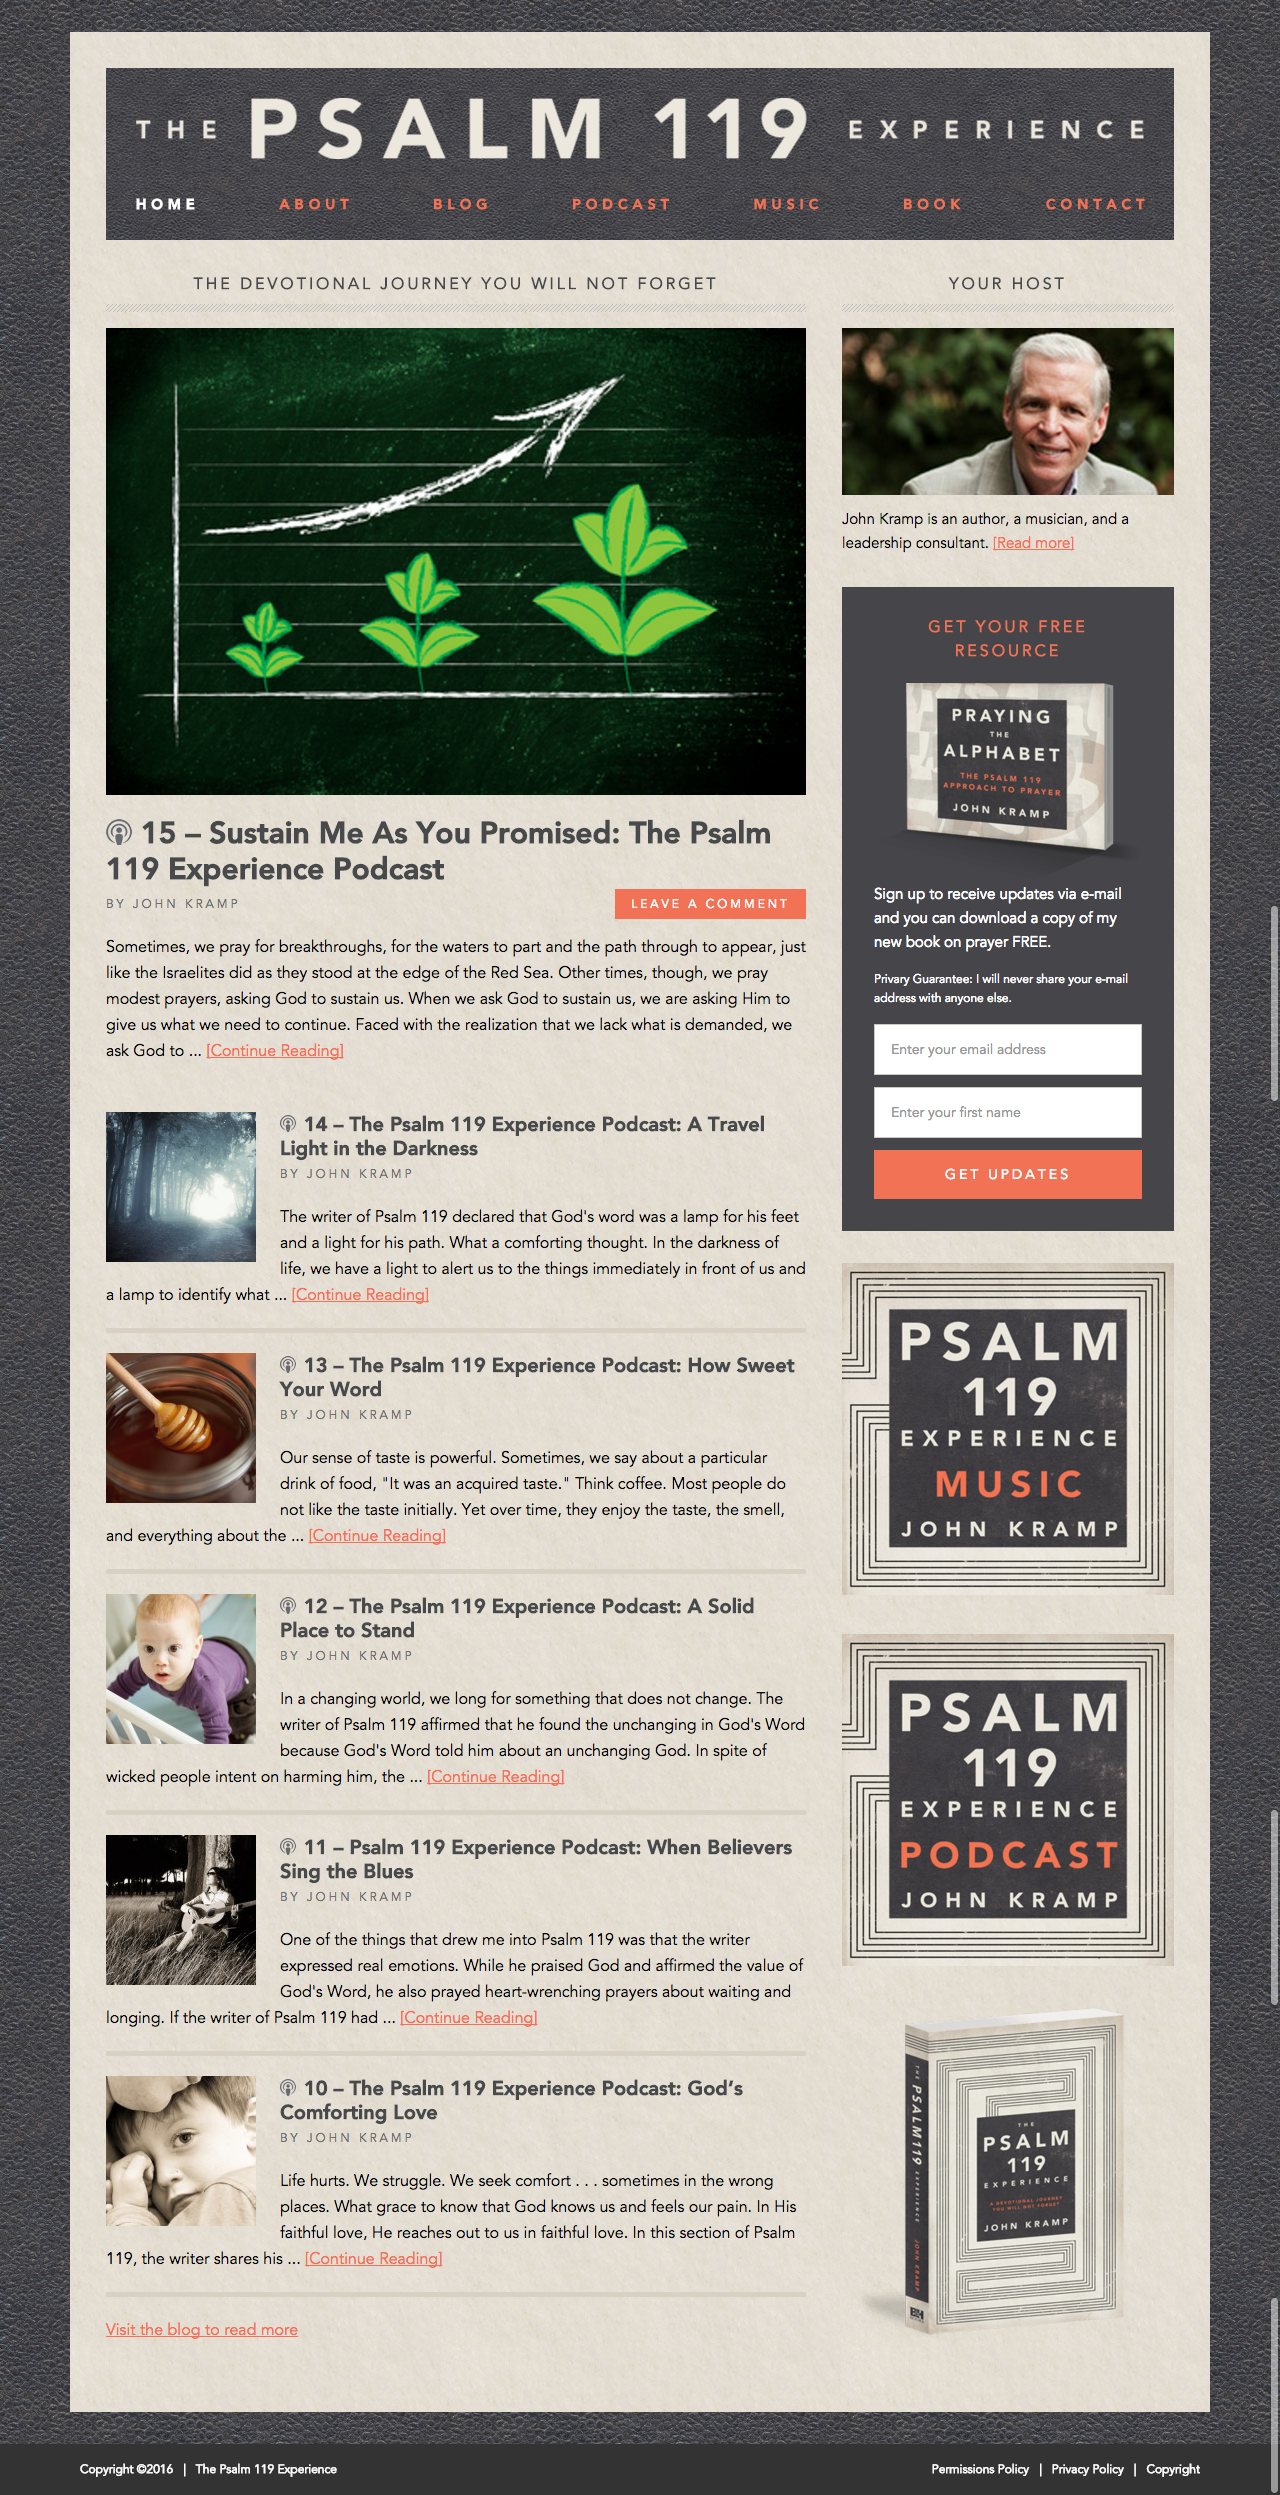 THE PSALM 119 EXPERIENCE
HOME ABOUT BLOG PODCAST MUSIC BOOK CONTACT
THE DEVOTIONAL JOURNEY YOU WILL NOT FORGET
15 – Sustain Me As You Promised: The Psalm
119 Experience Podcast
BY JOHN KRAMP
LEAVE A COMMENT
Sometimes, we pray for breakthroughs, for the waters to part and the path through to appear, just
like the Israelites did as they stood at the edge of the Red Sea. Other times, though, we pray
modest prayers, asking God to sustain us. When we ask God to sustain us, we are asking Him to
give us what we need to continue. Faced with the realization that we lack what is demanded, we
ask God to ... [Continue Reading]
14 – The Psalm 119 Experience Podcast: A Travel
Light in the Darkness
BY JOHN KRAMP
The writer of Psalm 119 declared that God's word was a lamp for his feet
and a light for his path. What a comforting thought. In the darkness of
life, we have a light to alert us to the things immediately in front of us and
a lamp to identify what ... [Continue Reading]
13 – The Psalm 119 Experience Podcast: How Sweet
Your Word
BY JOHN KRAMP
Our sense of taste is powerful. Sometimes, we say about a particular
drink of food, "It was an acquired taste." Think coffee. Most people do
not like the taste initially. Yet over time, they enjoy the taste, the smell,
and everything about the ... [Continue Reading]
12 – The Psalm 119 Experience Podcast: A Solid
Place to Stand
BY JOHN KRAMP
In a changing world, we long for something that does not change. The
writer of Psalm 119 affirmed that he found the unchanging in God's Word
because God's Word told him about an unchanging God. In spite of
wicked people intent on harming him, the ... [Continue Reading]
11 – Psalm 119 Experience Podcast: When Believers
Sing the Blues
BY JOHN KRAMP
One of the things that drew me into Psalm 119 was that the writer
expressed real emotions. While he praised God and affirmed the value of
God's Word, he also prayed heart-wrenching prayers about waiting and
longing. If the writer of Psalm 119 had ... [Continue Reading]
10 – The Psalm 119 Experience Podcast: God’s
Comforting Love
BY JOHN KRAMP
Life hurts. We struggle. We seek comfort . . . sometimes in the wrong
places. What grace to know that God knows us and feels our pain. In His
faithful love, He reaches out to us in faithful love. In this section of Psalm
119, the writer shares his ... [Continue Reading]
Visit the blog to read more
YOUR HOST
John Kramp is an author, a musician, and a
leadership consultant. [Read more]
GET YOUR FREE
RESOURCE
PRAYING
THE
ALPHABET
THE PSALM 119
APPROACH TO PRAYER
JOHN KRAMP
Sign up to receive updates via e-mail
and you can download a copy of my
new book on prayer FREE.
Privary Guarantee: I will never share your e-mail
address with anyone else.
Enter your email address
Enter your first name
GET UPDATES
PSALM
119
EXPERIENCE
MUSIC
JOHN KRAMP
PSALM
119
EXPERIENCE
PODCAST
JOHN KRAMP
THE PSALM 119 EXPERIENCE JOHN KRAMP
B&H
THE
PSALM
119
EXPERIENCE
A DEVOTIONAL JOURNEY
YOU WILL NOT FORGET
JOHN KRAMP
Copyright ©2016 | The Psalm 119 Experience
Permissions Policy | Privacy Policy | Copyright